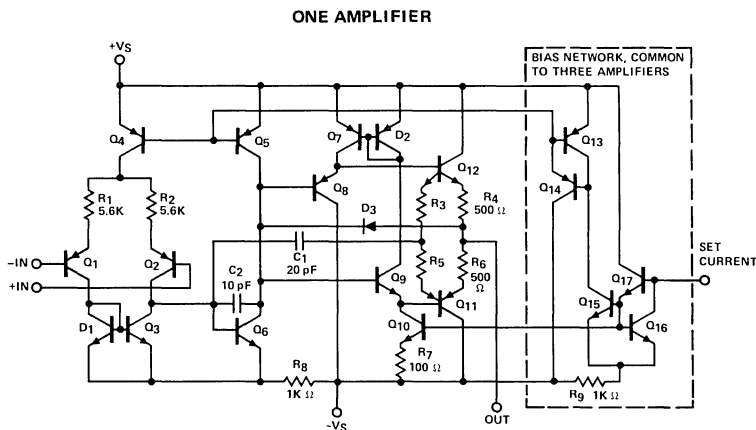 ONE AMPLIFIER
+VS
BIAS NETWORK, COMMON
TO THREE AMPLIFIERS
Q4
Q5
Q7
D2
Q13
Q12
Q8
Q14
R1
5.6K
R2
5.6K
R3
R4
500 Ω
D3
−IN
Q1
Q2
C1
20 pF
R5
R6
500
Ω
SET
CURRENT
+IN
C2
10 pF
Q9
Q17
Q15
D1
Q3
Q6
Q10
Q11
Q16
R7
100 Ω
R8
1K Ω
R9 1K Ω
−VS
OUT